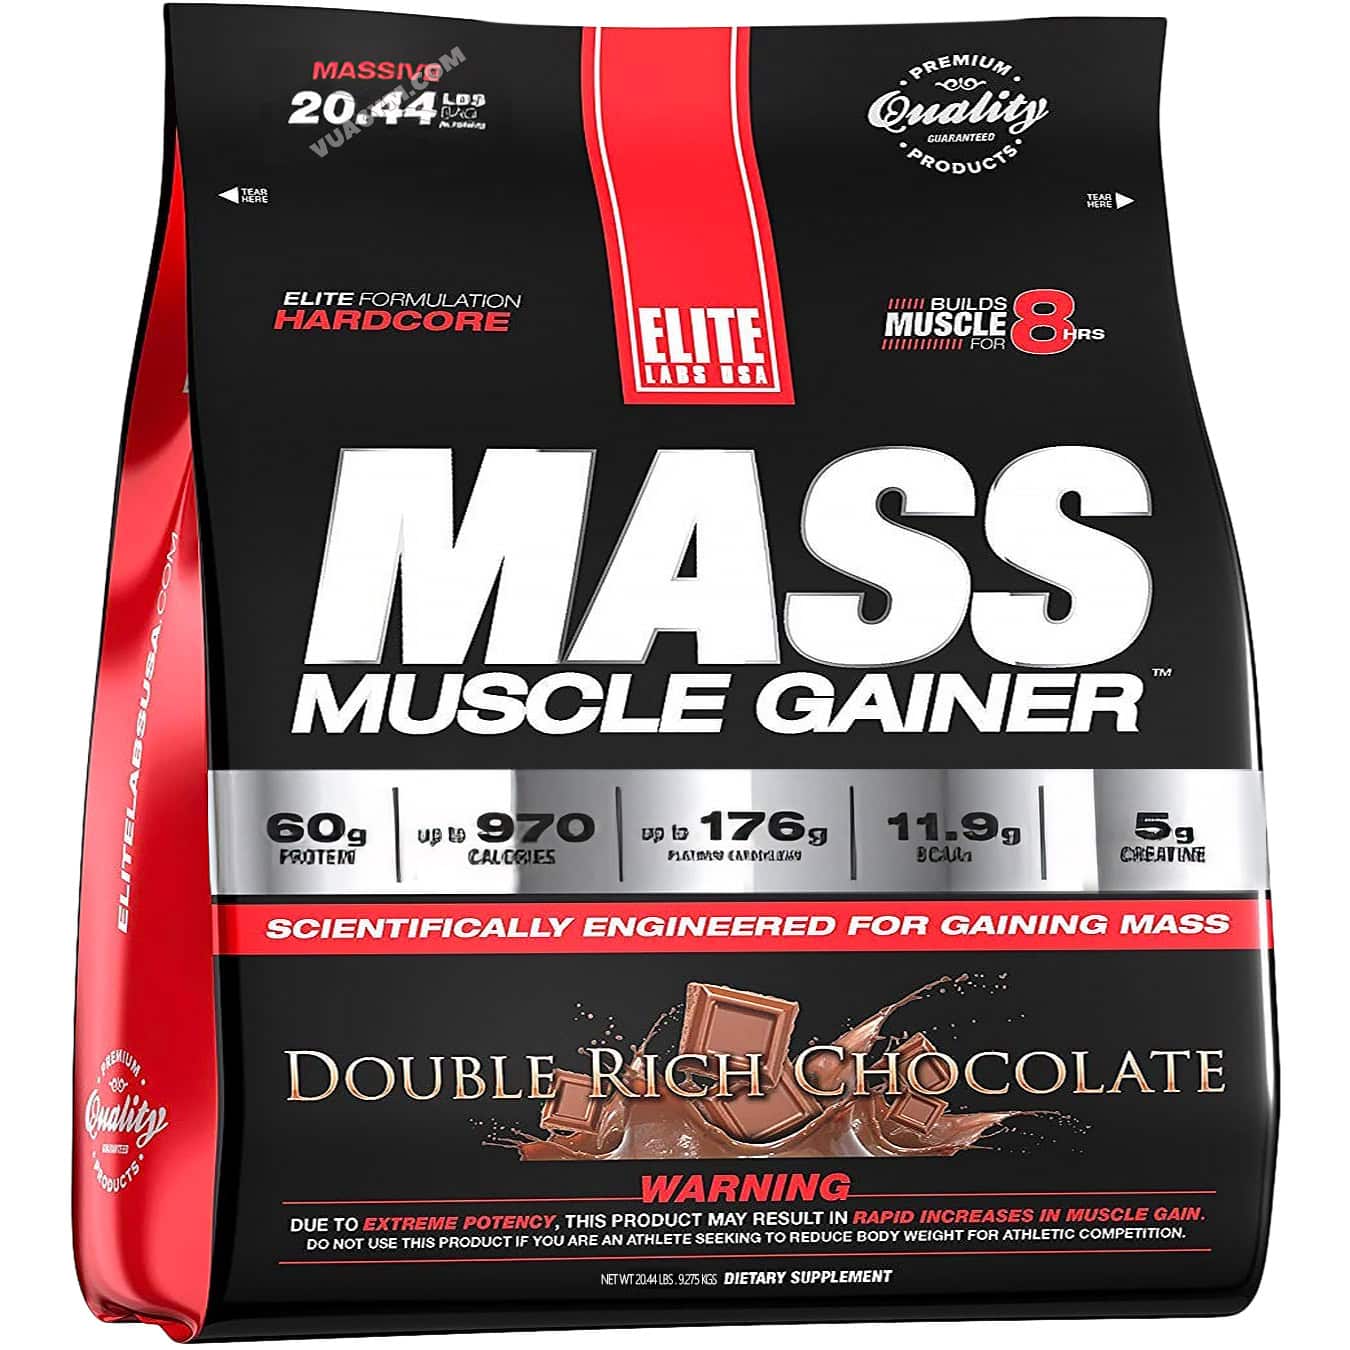 MASSIVE
20.44 LBS
VUAGYM.COM
PREMIUM
Quality
GUARANTEED
PRODUCTS
TEAR
HERE
TEAR
HERE
ELITE FORMULATION
HARDCORE
ELITE
LABS USA
BUILDS
MUSCLE
FOR
8
HRS
MASS
MUSCLE GAINER™
60g
PROTEIN
up to 970
CALORIES
up to 176g
11.9g
BCAAs
5g
CREATINE
SCIENTIFICALLY ENGINEERED FOR GAINING MASS
DOUBLE RICH CHOCOLATE
WARNING
DUE TO EXTREME POTENCY, THIS PRODUCT MAY RESULT IN RAPID INCREASES IN MUSCLE GAIN.
DO NOT USE THIS PRODUCT IF YOU ARE AN ATHLETE SEEKING TO REDUCE BODY WEIGHT FOR ATHLETIC COMPETITION.
NET WT 20.44 LBS . 9.275 KGS DIETARY SUPPLEMENT
ELITELABSUSA.COM
PREMIUM
Quality
GUARANTEED
PRODUCTS